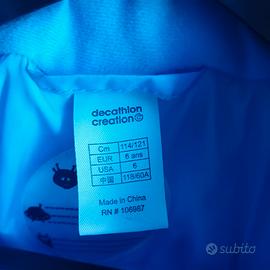 decathlon
creation
Cm 114/121
EUR 6 ans
USA 6
中国 118/60A
Made in China
RN # 106987
subito